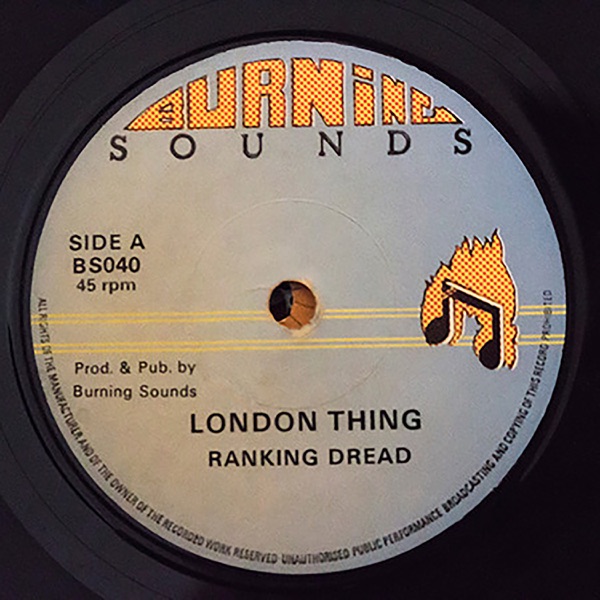 BURNiNG
SOUNDS
SIDE A
BS040
45 rpm
Prod. & Pub. by
Burning Sounds
LONDON THING
RANKING DREAD
ALL RIGHTS OF THE MANUFACTURER AND OF THE OWNER OF THE RECORDED WORK RESERVED UNAUTHORISED PUBLIC PERFORMANCE BROADCASTING AND COPYING OF THIS RECORD PROHIBITED